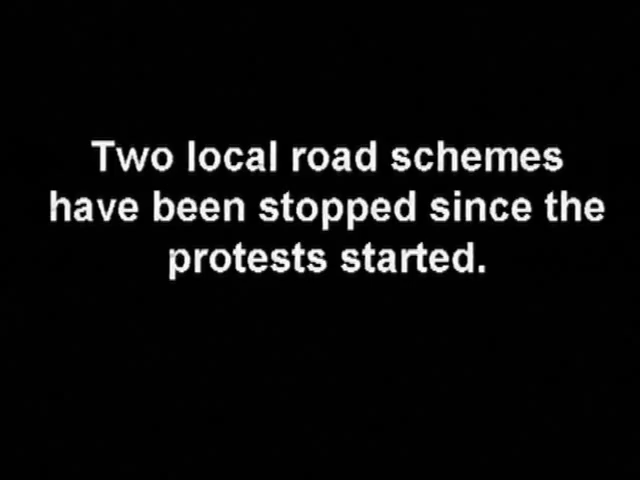 Two local road schemes
have been stopped since the
protests started.